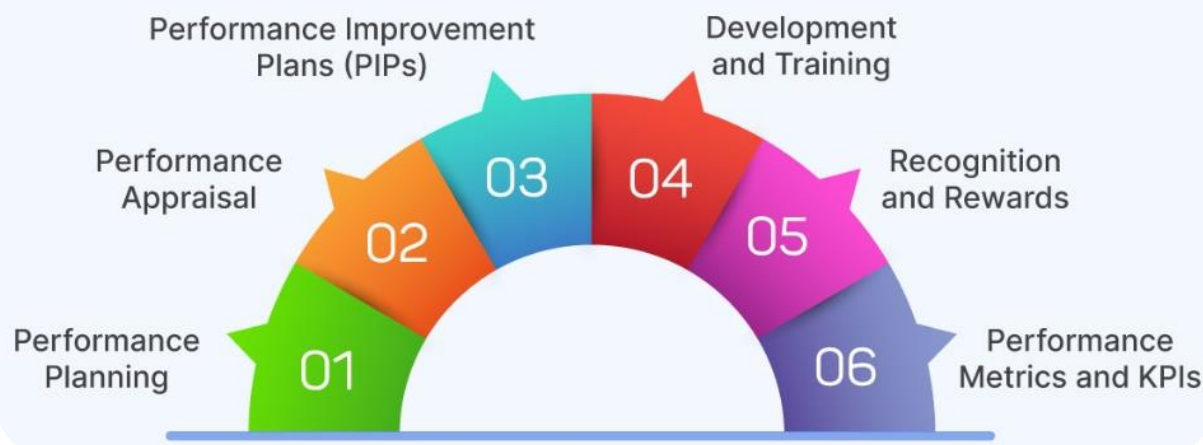 Performance Improvement
Plans (PIPs)
Development
and Training
Performance
Appraisal
03
04
Recognition
and Rewards
02
05
Performance
Planning
01
06
Performance
Metrics and KPIs